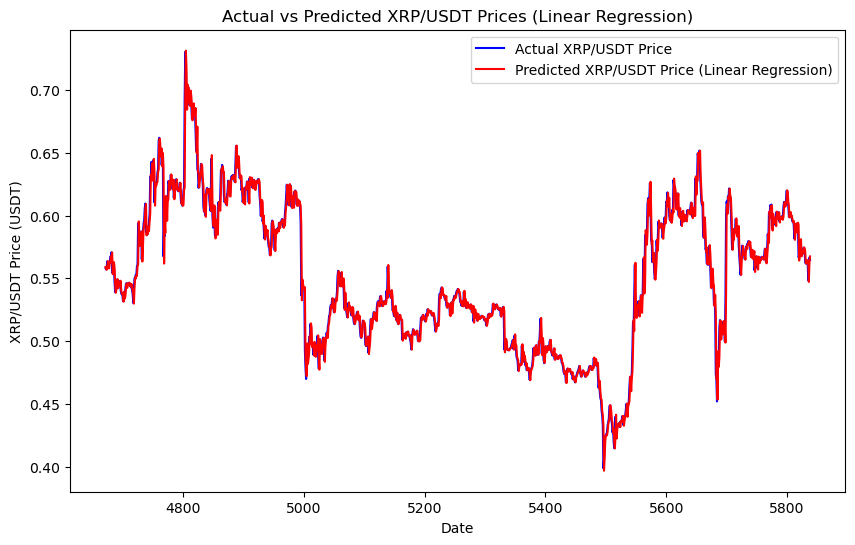 Actual vs Predicted XRP/USDT Prices (Linear Regression)
Actual XRP/USDT Price
Predicted XRP/USDT Price (Linear Regression)
XRP/USDT Price (USDT)
0.70
0.65
0.60
0.55
0.50
0.45
0.40
4800
5000
5200
5400
5600
5800
Date